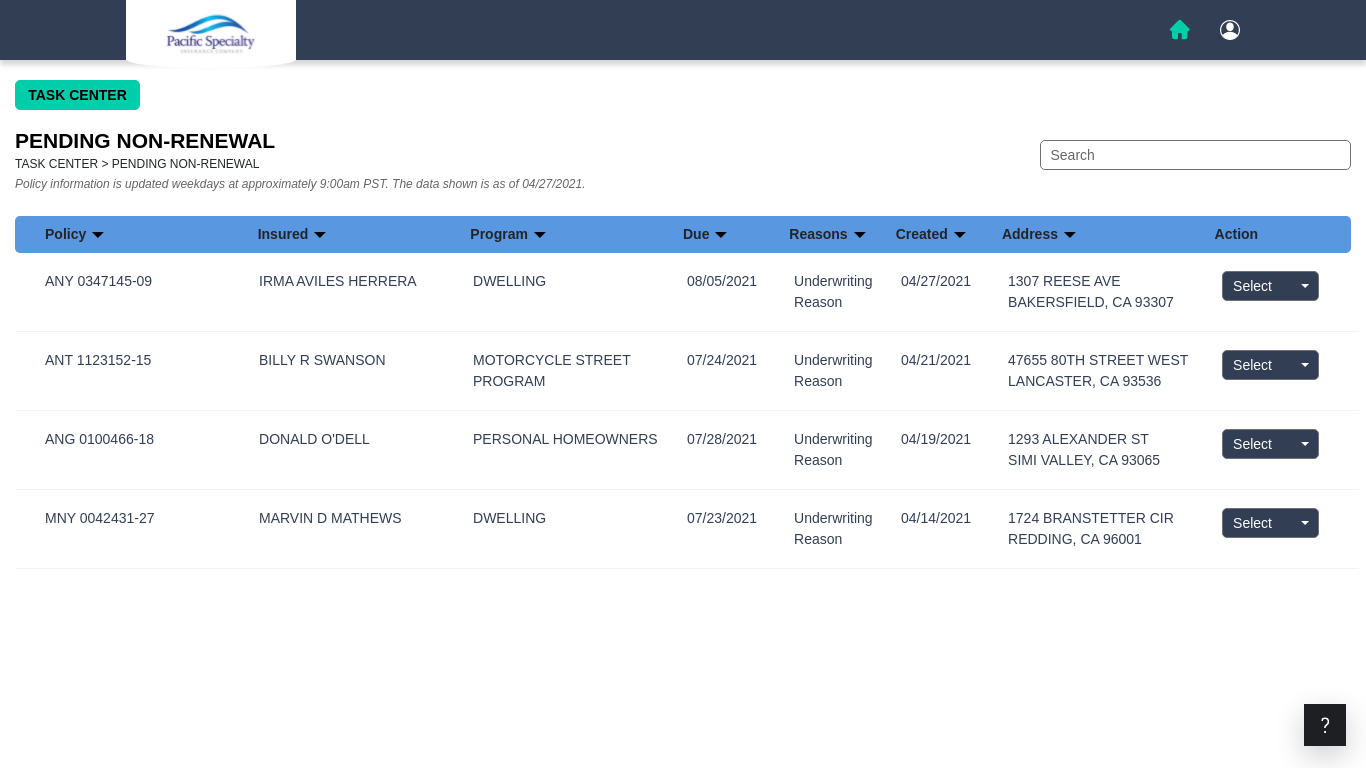 Pacific Specialty
INSURANCE COMPANY
TASK CENTER
PENDING NON-RENEWAL
TASK CENTER > PENDING NON-RENEWAL
Search
Policy information is updated weekdays at approximately 9:00am PST. The data shown is as of 04/27/2021.
Policy Insured Program Due Reasons Created Address Action
ANY 0347145-09 IRMA AVILES HERRERA DWELLING 08/05/2021 Underwriting 04/27/2021 1307 REESE AVE Select
Reason BAKERSFIELD, CA 93307
ANT 1123152-15 BILLY R SWANSON MOTORCYCLE STREET 07/24/2021 Underwriting 04/21/2021 47655 80TH STREET WEST Select
PROGRAM Reason LANCASTER, CA 93536
ANG 0100466-18 DONALD O'DELL PERSONAL HOMEOWNERS 07/28/2021 Underwriting 04/19/2021 1293 ALEXANDER ST Select
Reason SIMI VALLEY, CA 93065
MNY 0042431-27 MARVIN D MATHEWS DWELLING 07/23/2021 Underwriting 04/14/2021 1724 BRANSTETTER CIR Select
Reason REDDING, CA 96001
?